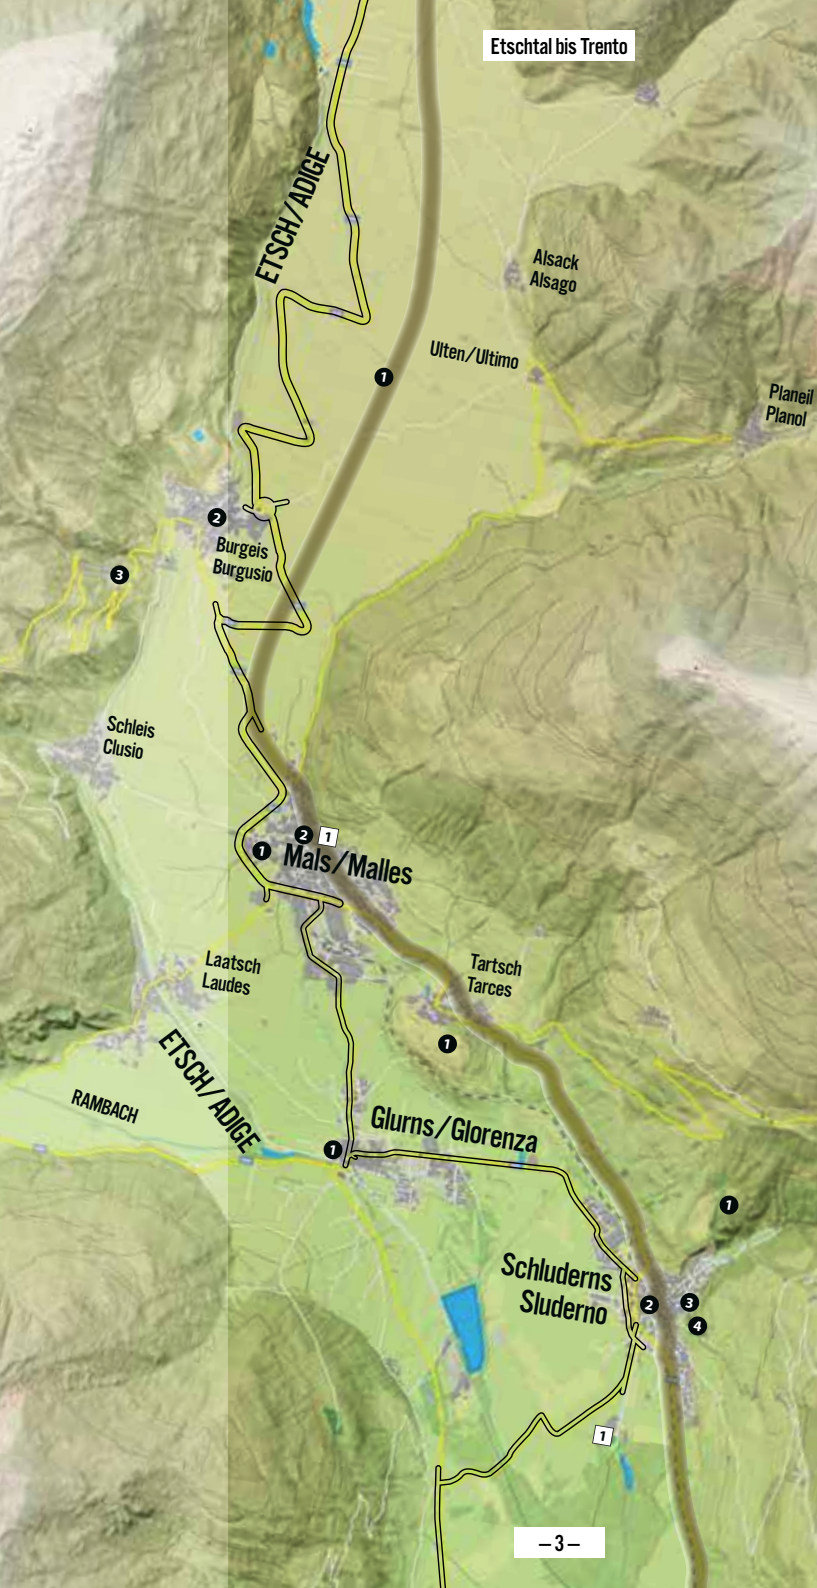 Etschtal bis Trento
ETSCH/ADIGE
Alsack
Alsago
Ulten/Ultimo
1
Planeil
Planol
2
Burgeis
Burgusio
3
Schleis
Clusio
2 1
1
Mals/Malles
Laatsch
Laudes
Tartsch
Tarces
1
ETSCH/ADIGE
RAMBACH
Glurns/Glorenza
1
1
Schluderns
Sluderno
2
3
4
1
– 3 –